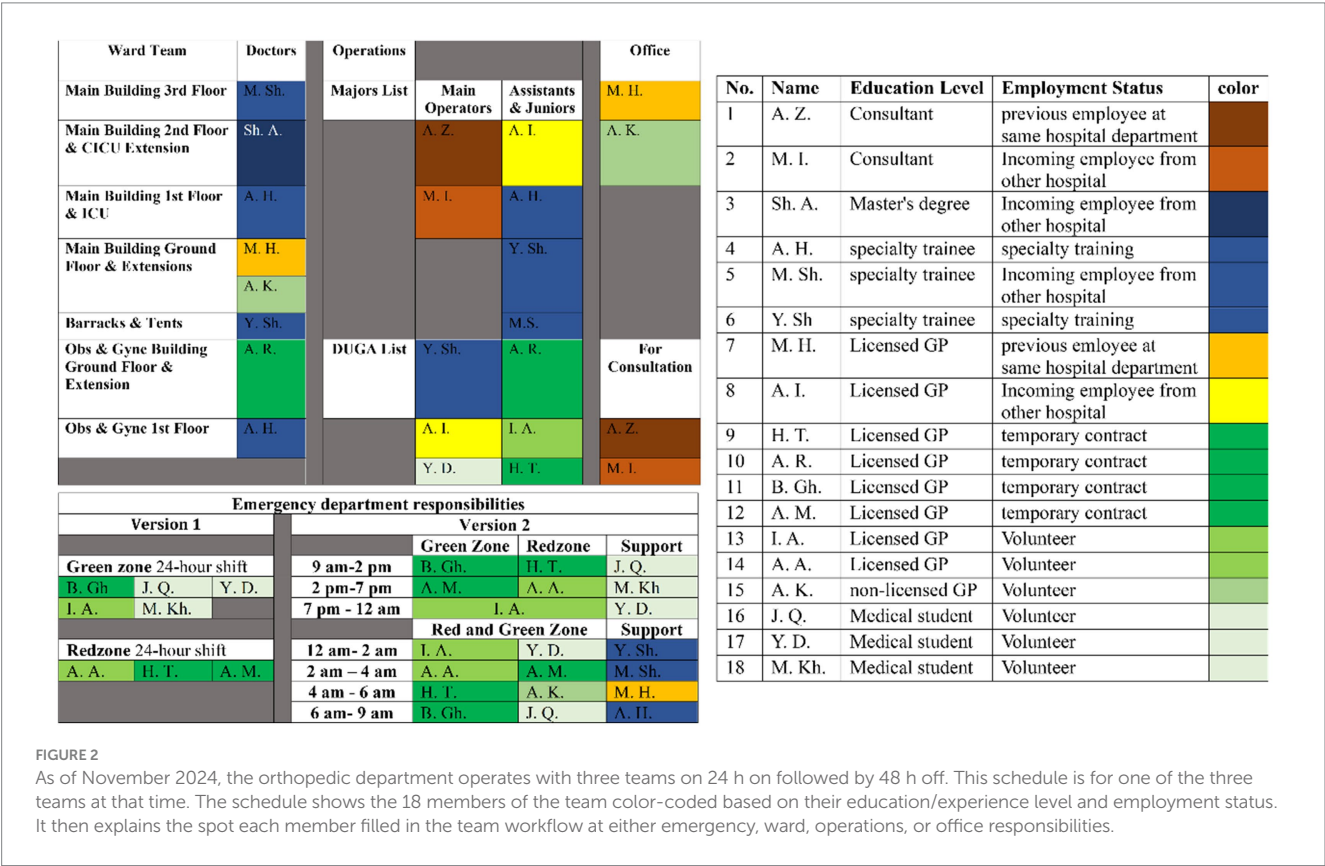 Ward Team Doctors Operations Office
Main Building 3rd Floor M. Sh. Majors List Main Operators Assistants & Juniors M. H.
Main Building 2nd Floor & CICU Extension Sh. A. A. Z. A. I. A. K.
Main Building 1st Floor & ICU A. H. M. I. A. H.
Main Building Ground Floor & Extensions M. H. Y. Sh.
A. K.
Barracks & Tents Y. Sh. M.S.
Obs & Gync Building Ground Floor & Extension A. R. DUGA List Y. Sh. A. R. For Consultation
Obs & Gync 1st Floor A. H. A. I. I. A. A. Z.
Y. D. H. T. M. I.
Emergency department responsibilities
Version 1 Version 2
Green Zone Redzone Support
Green zone 24-hour shift 9 am-2 pm B. Gh. H. T. J. Q.
B. Gh J. Q. Y. D. 2 pm-7 pm A. M. A. A. M. Kh
I. A. M. Kh. 7 pm - 12 am I. A. Y. D.
Red and Green Zone Support
Redzone 24-hour shift 12 am- 2 am I. A. Y. D. Y. Sh.
A. A. H. T. A. M. 2 am – 4 am A. A. A. M. M. Sh.
4 am - 6 am H. T. A. K. M. H.
6 am- 9 am B. Gh. J. Q. A. H.
No. Name Education Level Employment Status color
1 A. Z. Consultant previous employee at
same hospital department
2 M. I. Consultant Incoming employee from
other hospital
3 Sh. A. Master's degree Incoming employee from
other hospital
4 A. H. specialty trainee specialty training
5 M. Sh. specialty trainee Incoming employee from
other hospital
6 Y. Sh specialty trainee specialty training
7 M. H. Licensed GP previous emloyee at
same hospital department
8 A. I. Licensed GP Incoming employee from
other hospital
9 H. T. Licensed GP temporary contract
10 A. R. Licensed GP temporary contract
11 B. Gh. Licensed GP temporary contract
12 A. M. Licensed GP temporary contract
13 I. A. Licensed GP Volunteer
14 A. A. Licensed GP Volunteer
15 A. K. non-licensed GP Volunteer
16 J. Q. Medical student Volunteer
17 Y. D. Medical student Volunteer
18 M. Kh. Medical student Volunteer
FIGURE 2
As of November 2024, the orthopedic department operates with three teams on 24 h on followed by 48 h off. This schedule is for one of the three
teams at that time. The schedule shows the 18 members of the team color-coded based on their education/experience level and employment status.
It then explains the spot each member filled in the team workflow at either emergency, ward, operations, or office responsibilities.